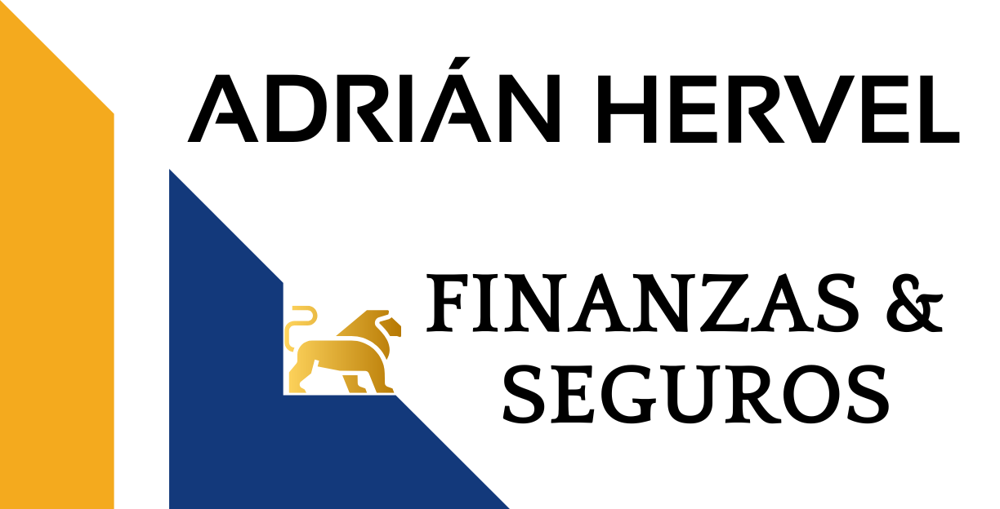 ADRIÁN HERVEL
FINANZAS &
SEGUROS